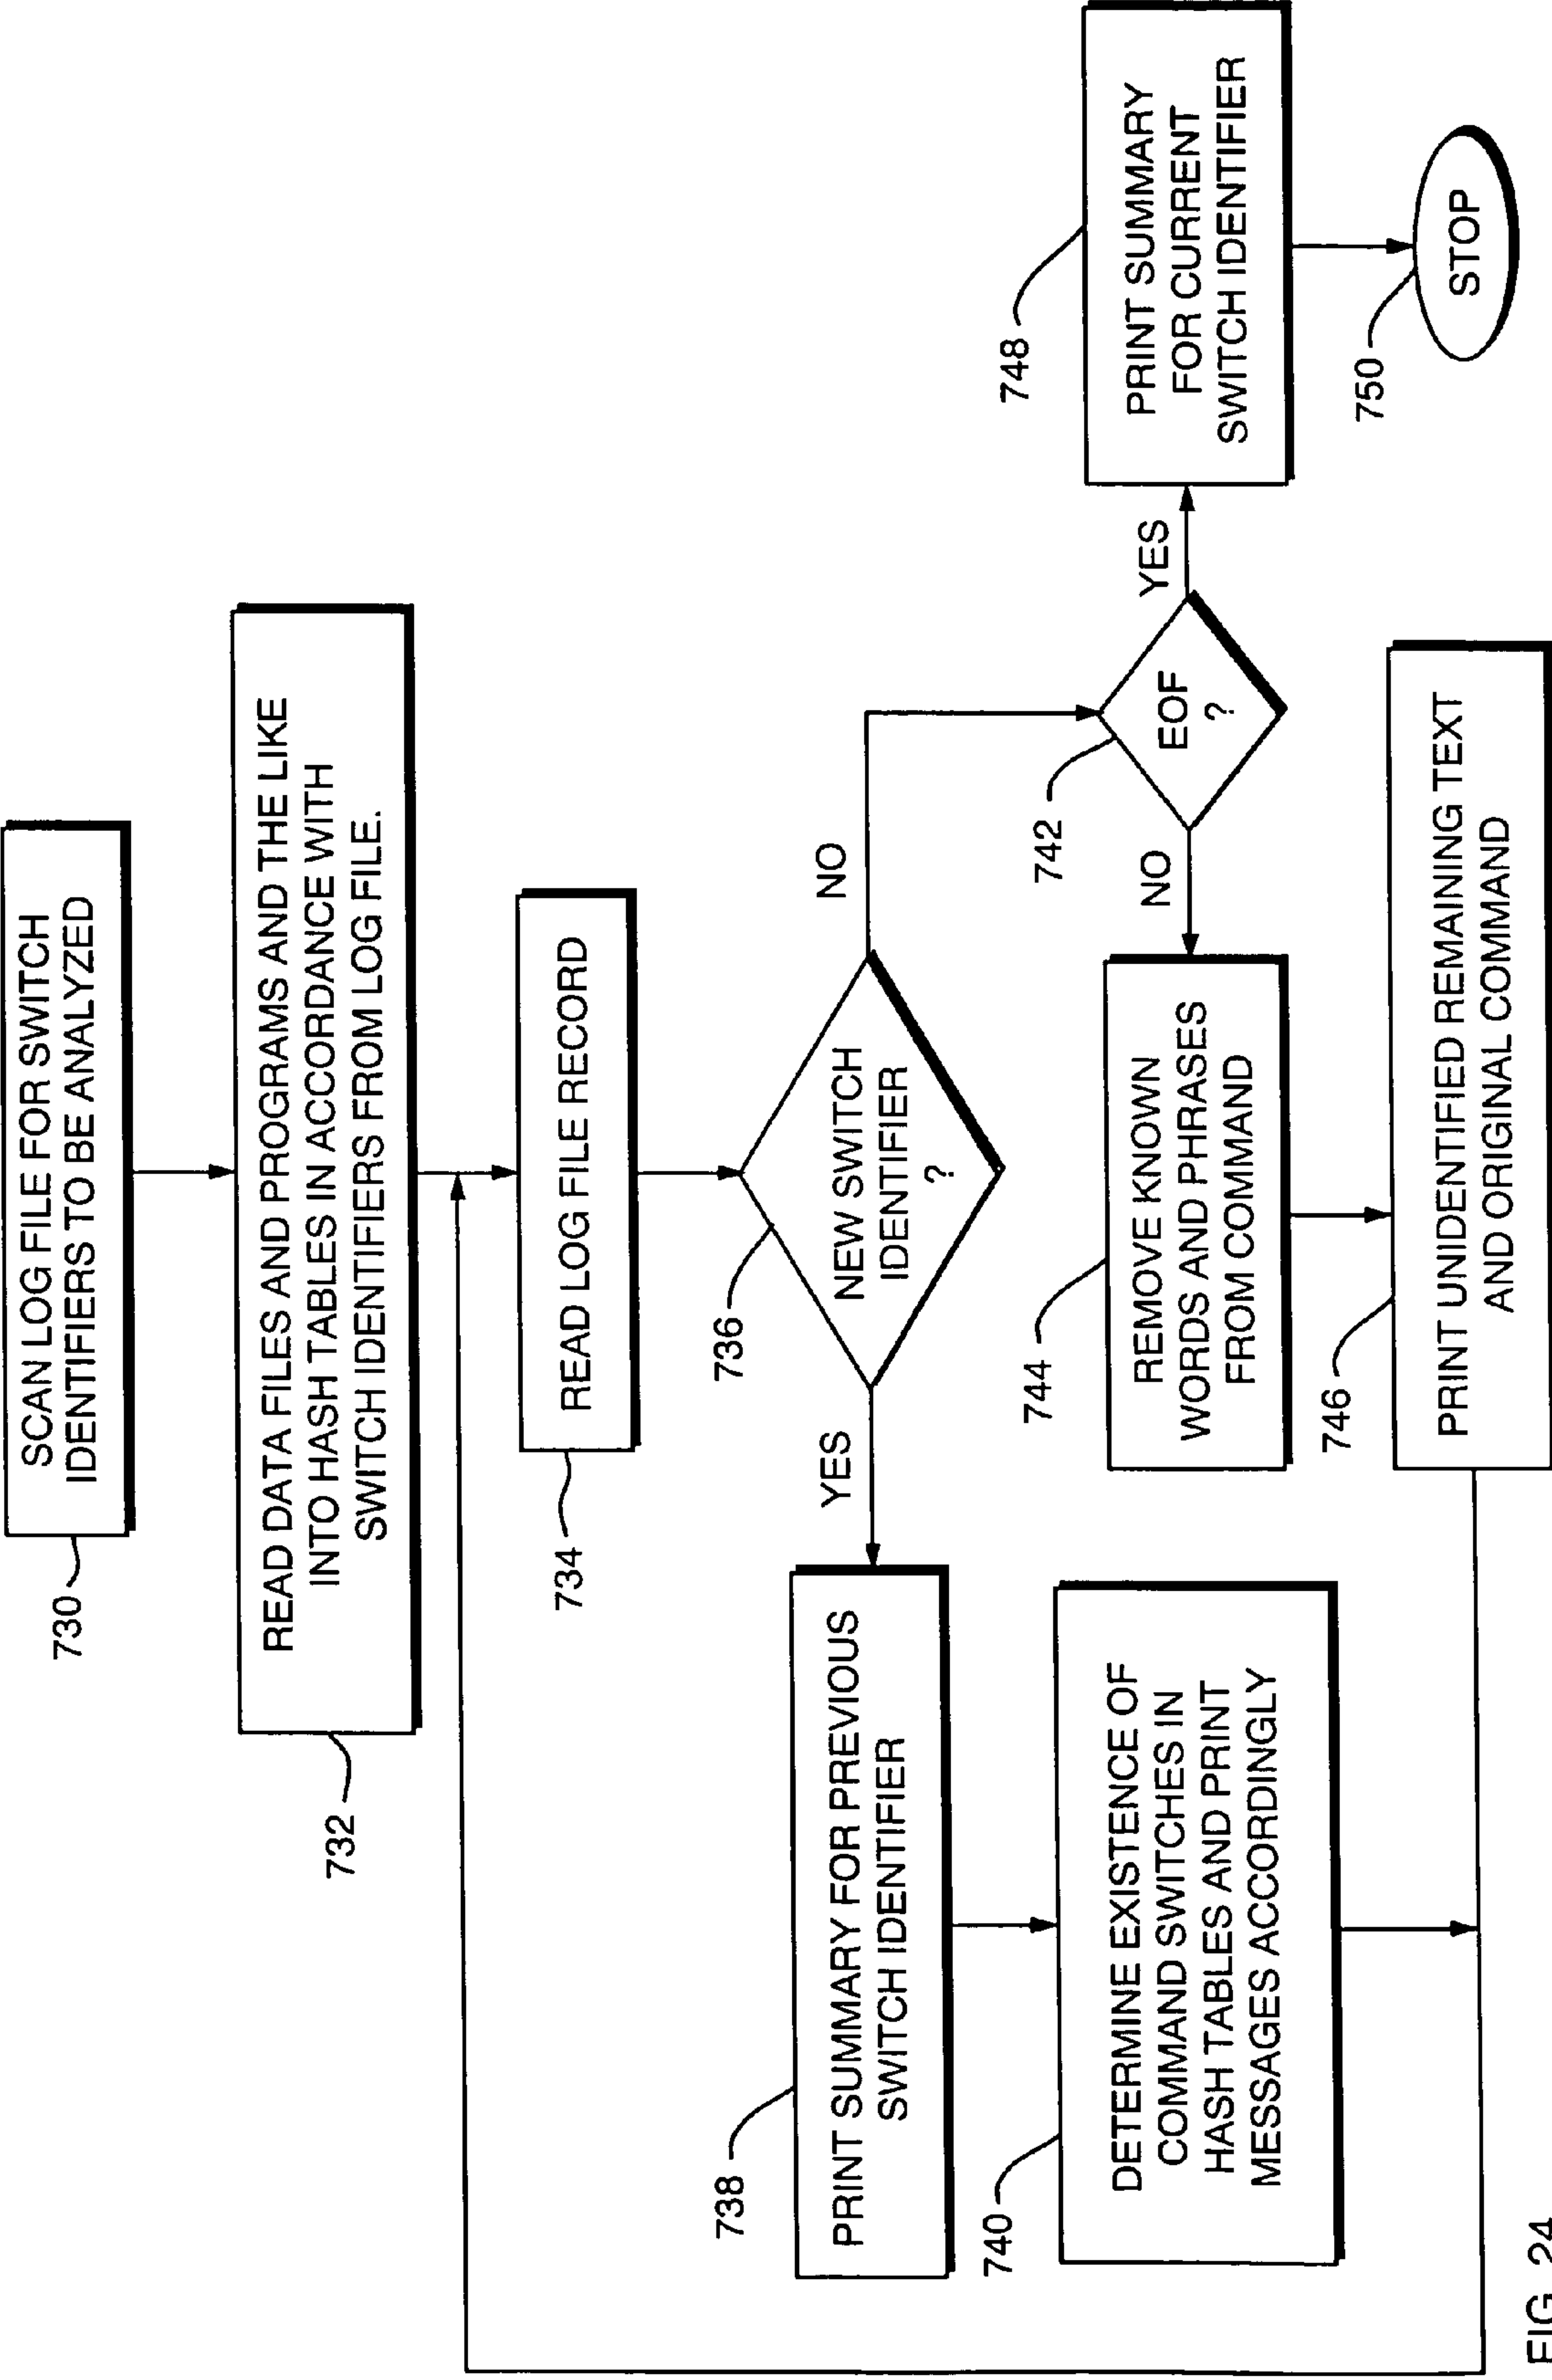 730
SCAN LOG FILE FOR SWITCH
IDENTIFIERS TO BE ANALYZED
732
READ DATA FILES AND PROGRAMS AND THE LIKE
INTO HASH TABLES IN ACCORDANCE WITH
SWITCH IDENTIFIERS FROM LOG FILE.
734
READ LOG FILE RECORD
736
NEW SWITCH
IDENTIFIER
?
YES
NO
738
PRINT SUMMARY FOR PREVIOUS
SWITCH IDENTIFIER
740
DETERMINE EXISTENCE OF
COMMAND SWITCHES IN
HASH TABLES AND PRINT
MESSAGES ACCORDINGLY
742
EOF
?
NO
YES
744
REMOVE KNOWN
WORDS AND PHRASES
FROM COMMAND
746
PRINT UNIDENTIFIED REMAINING TEXT
AND ORIGINAL COMMAND
748
PRINT SUMMARY
FOR CURRENT
SWITCH IDENTIFIER
750
STOP
FIG. 24